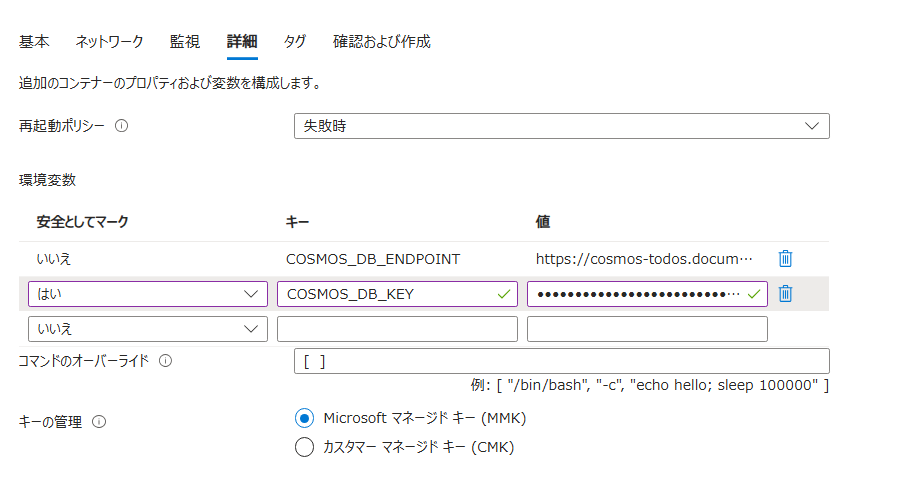 基本 ネットワーク 監視 詳細 タグ 確認および作成
追加のコンテナーのプロパティおよび変数を構成します。
再起動ポリシー 失敗時
環境変数
安全としてマーク キー 値
いいえ COSMOS_DB_ENDPOINT https://cosmos-todos.docum···
はい COSMOS_DB_KEY ••••••••••••••••••••••••••···
いいえ
コマンドのオーバーライド [ ]
例: [ "/bin/bash", "-c", "echo hello; sleep 100000" ]
キーの管理 Microsoft マネージド キー (MMK)
カスタマー マネージド キー (CMK)